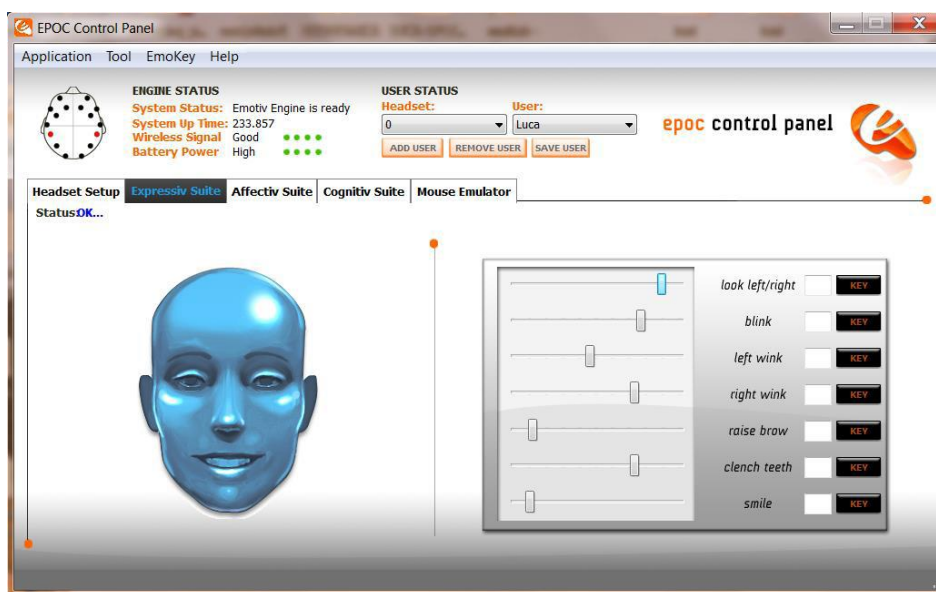 EPOC Control Panel
Application Tool EmoKey Help
ENGINE STATUS
System Status: Emotiv Engine is ready
System Up Time: 233.857
Wireless Signal Good
Battery Power High
USER STATUS
Headset: User:
0 Luca
ADD USER REMOVE USER SAVE USER
epoc control panel
Headset Setup Expressiv Suite Affectiv Suite Cognitiv Suite Mouse Emulator
Status:OK...
look left/right KEY
blink KEY
left wink KEY
right wink KEY
raise brow KEY
clench teeth KEY
smile KEY